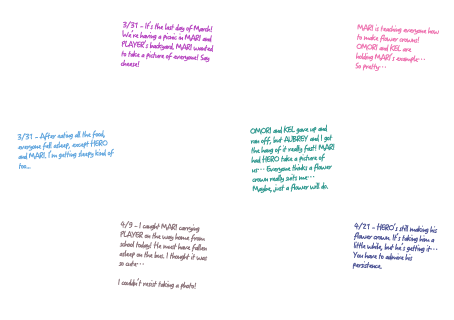 3/31 - It's the last day of March!
We're having a picnic in MARI and
PLAYER's backyard. MARI wanted
to take a picture of everyone! Say
cheese!
MARI is teaching everyone how
to make flower crowns!
OMORI and KEL are
holding MARI's example...
So pretty...
3/31 - After eating all the food,
everyone fell asleep, except HERO
and MARI. I'm getting sleepy kind of
too...
OMORI and KEL gave up and
ran off, but AUBREY and I got
the hang of it really fast! MARI
had HERO take a picture of
us... Everyone thinks a flower
crown really suits me...
Maybe, just a flower will do.
4/9 - I caught MARI carrying
PLAYER on the way home from
school today! He must have fallen
asleep on the bus. I thought it was
so cute...
I couldn't resist taking a photo!
4/21 - HERO's still making his
flower crown. It's taking him a
little while, but he's getting it...
You have to admire his
persistence.